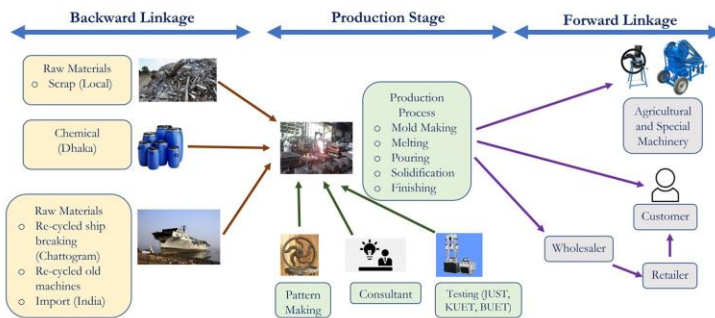 Backward Linkage
Production Stage
Forward Linkage
Raw Materials
o Scrap (Local)
Chemical
(Dhaka)
Raw Materials
o Re-cycled ship
breaking
(Chattogram)
o Re-cycled old
machines
o Import (India)
Production
Process
o Mold Making
o Melting
o Pouring
o Solidification
o Finishing
Pattern
Making
Consultant
Testing (JUST,
KUET, BUET)
Agricultural
and Special
Machinery
Customer
Wholesaler
Retailer